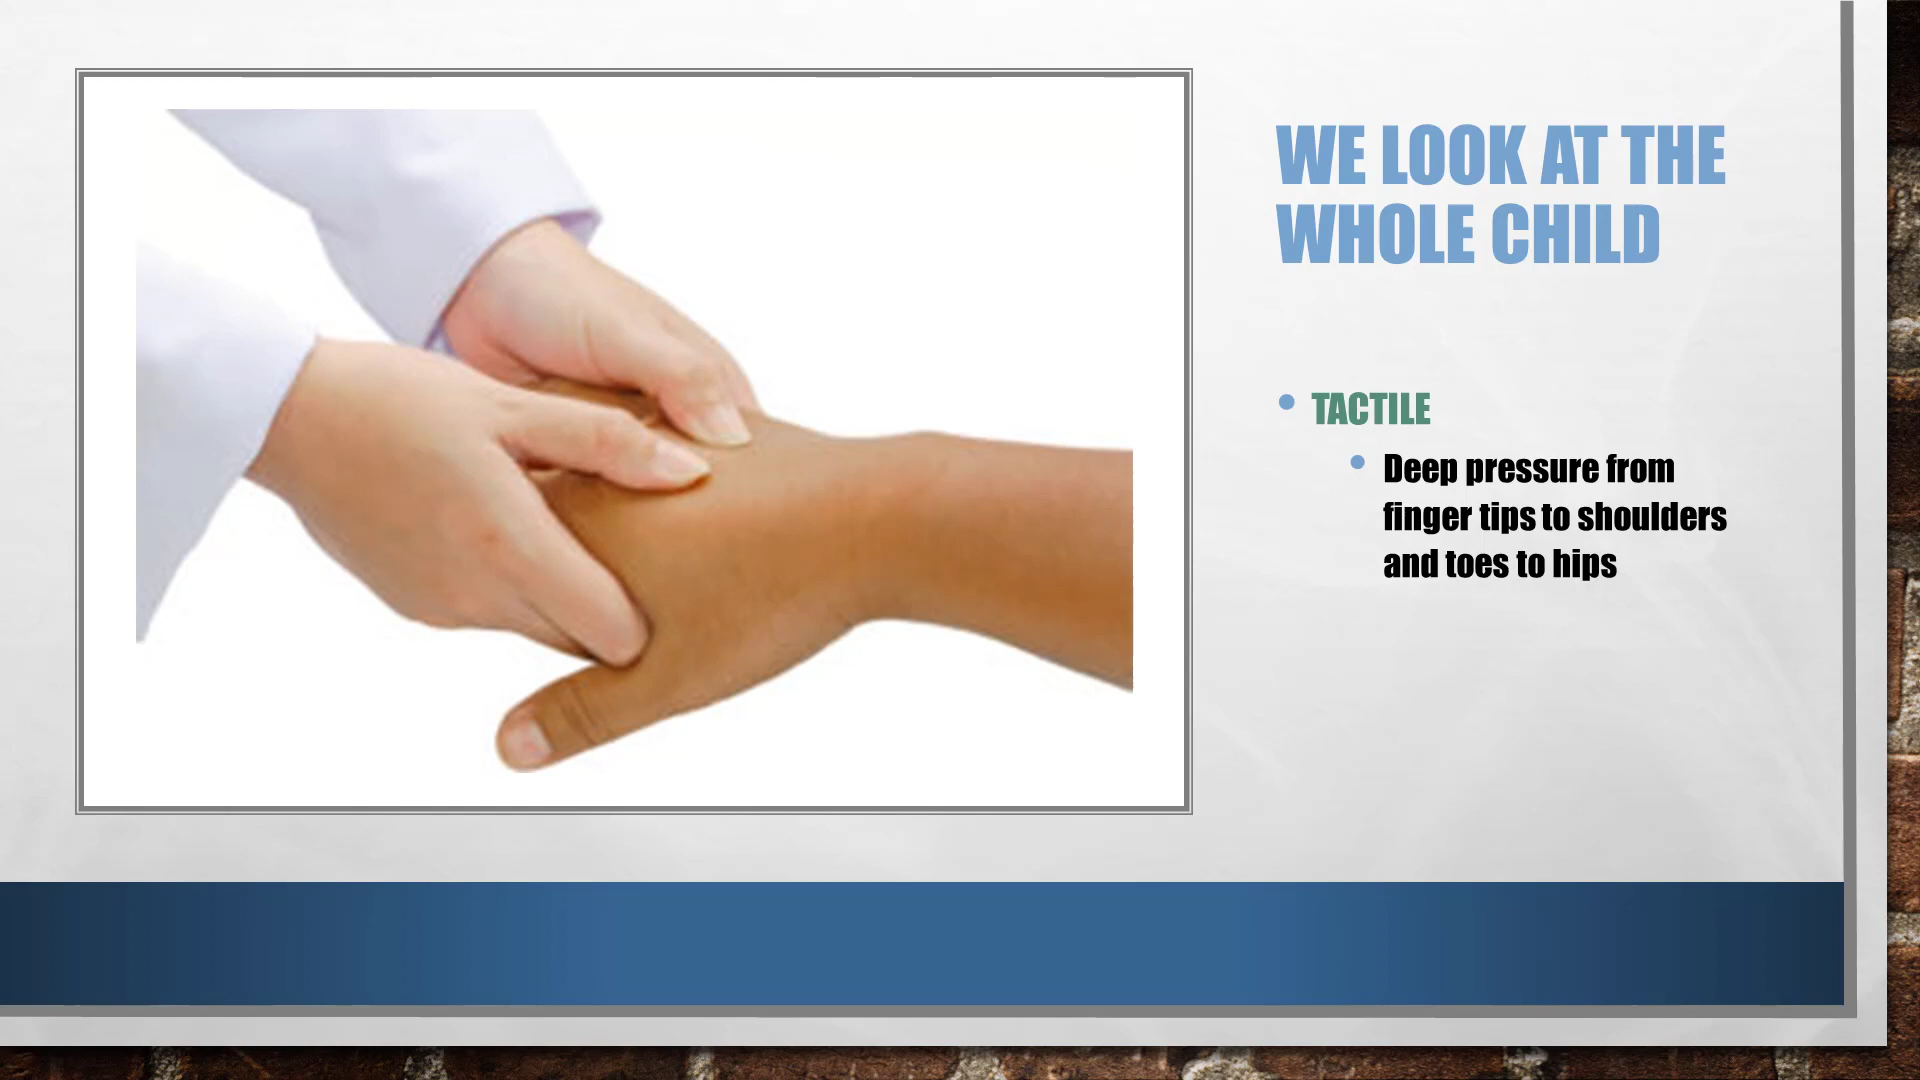 WE LOOK AT THE
WHOLE CHILD
• TACTILE
• Deep pressure from
finger tips to shoulders
and toes to hips